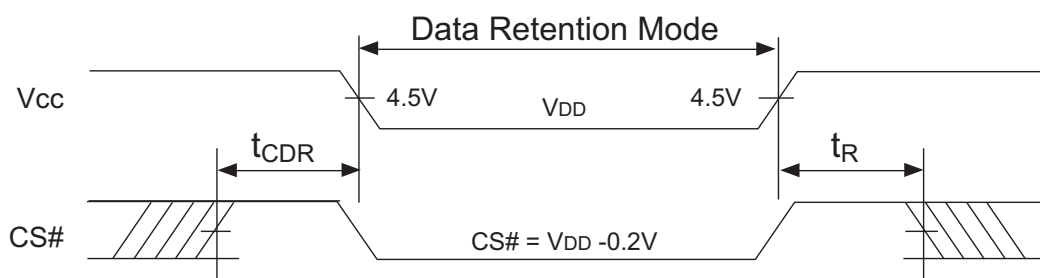 Data Retention Mode
Vcc
4.5V
VDD
4.5V
tCDR
tR
CS#
CS# = VDD -0.2V